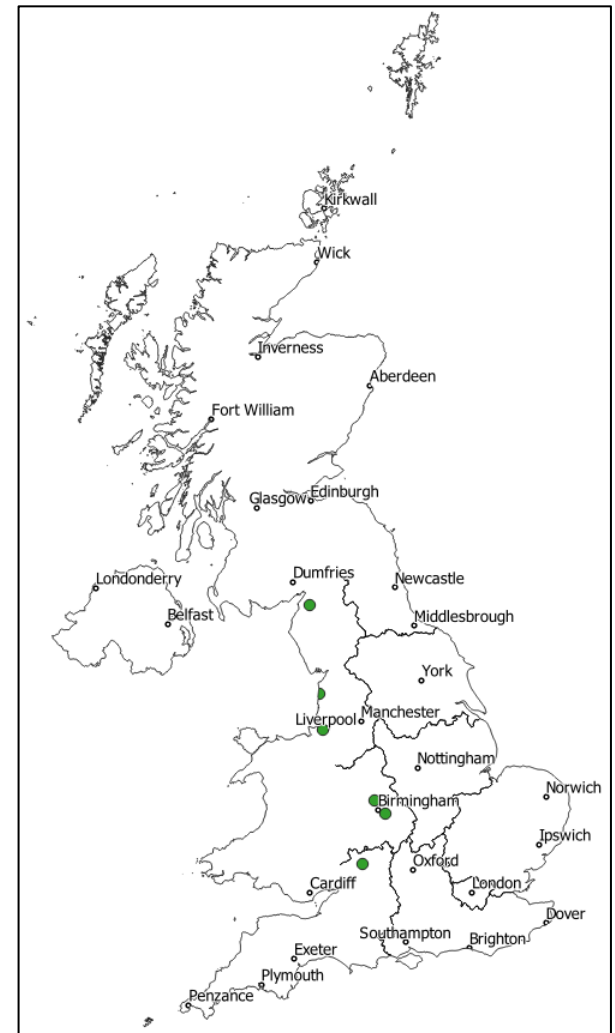 Kirkwall
Wick
Inverness
Aberdeen
Fort William
Glasgow
Edinburgh
Dumfries
Londonderry
Newcastle
Belfast
Middlesbrough
York
Liverpool
Manchester
Nottingham
Norwich
Birmingham
Ipswich
Oxford
Cardiff
London
Dover
Southampton
Brighton
Exeter
Plymouth
Penzance